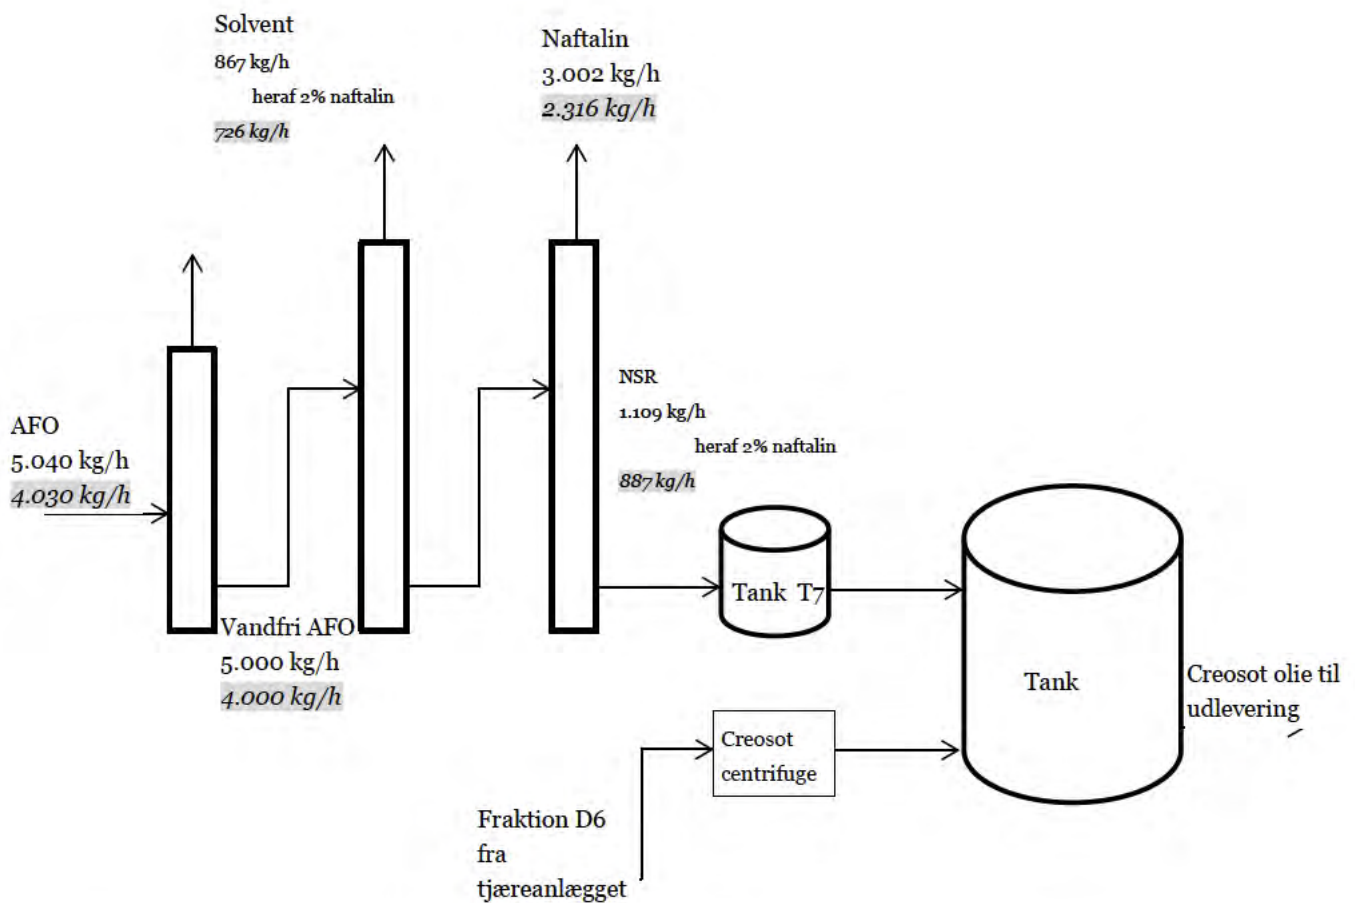 Solvent
867 kg/h
heraf 2% naftalin
726 kg/h
Naftalin
3.002 kg/h
2.316 kg/h
NSR
1.109 kg/h
heraf 2% naftalin
887 kg/h
AFO
5.040 kg/h
4.030 kg/h
Vandfri AFO
5.000 kg/h
4.000 kg/h
Tank T7
Tank
Creosot olie til
udlevering
Creosot
centrifuge
Fraktion D6
fra
tjæreanlægget